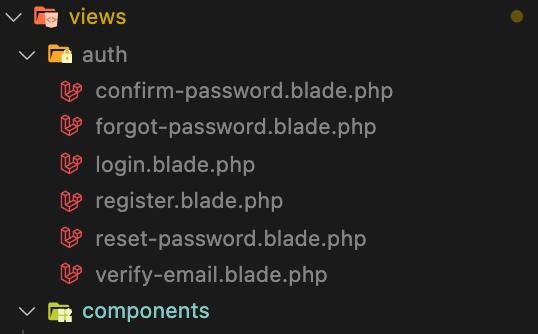 views
auth
confirm-password.blade.php
forgot-password.blade.php
login.blade.php
register.blade.php
reset-password.blade.php
verify-email.blade.php
components